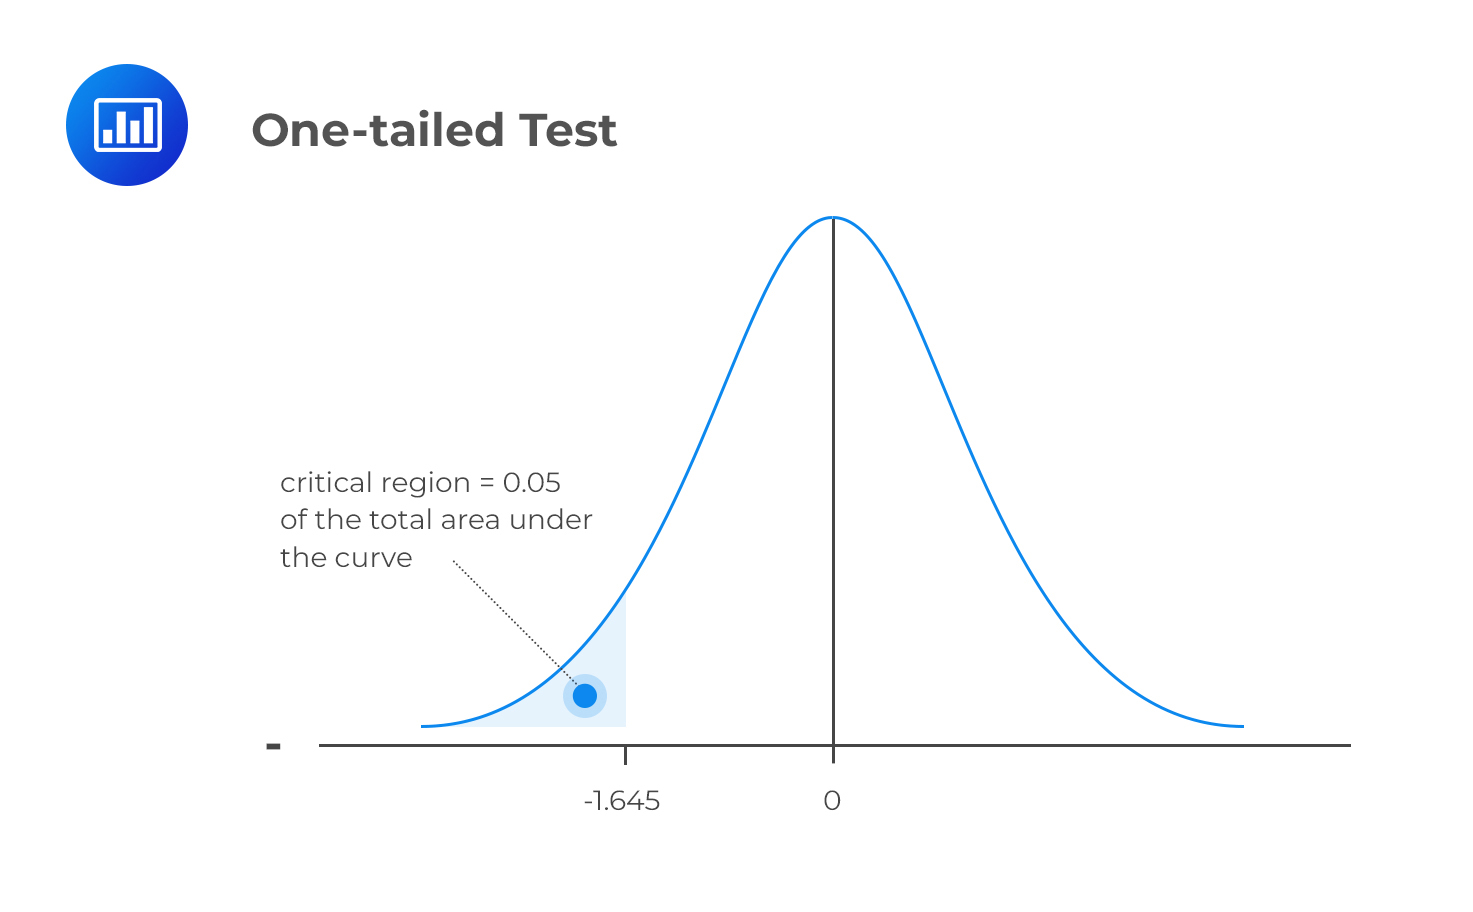 One-tailed Test
critical region = 0.05
of the total area under
the curve
-
-1.645
0